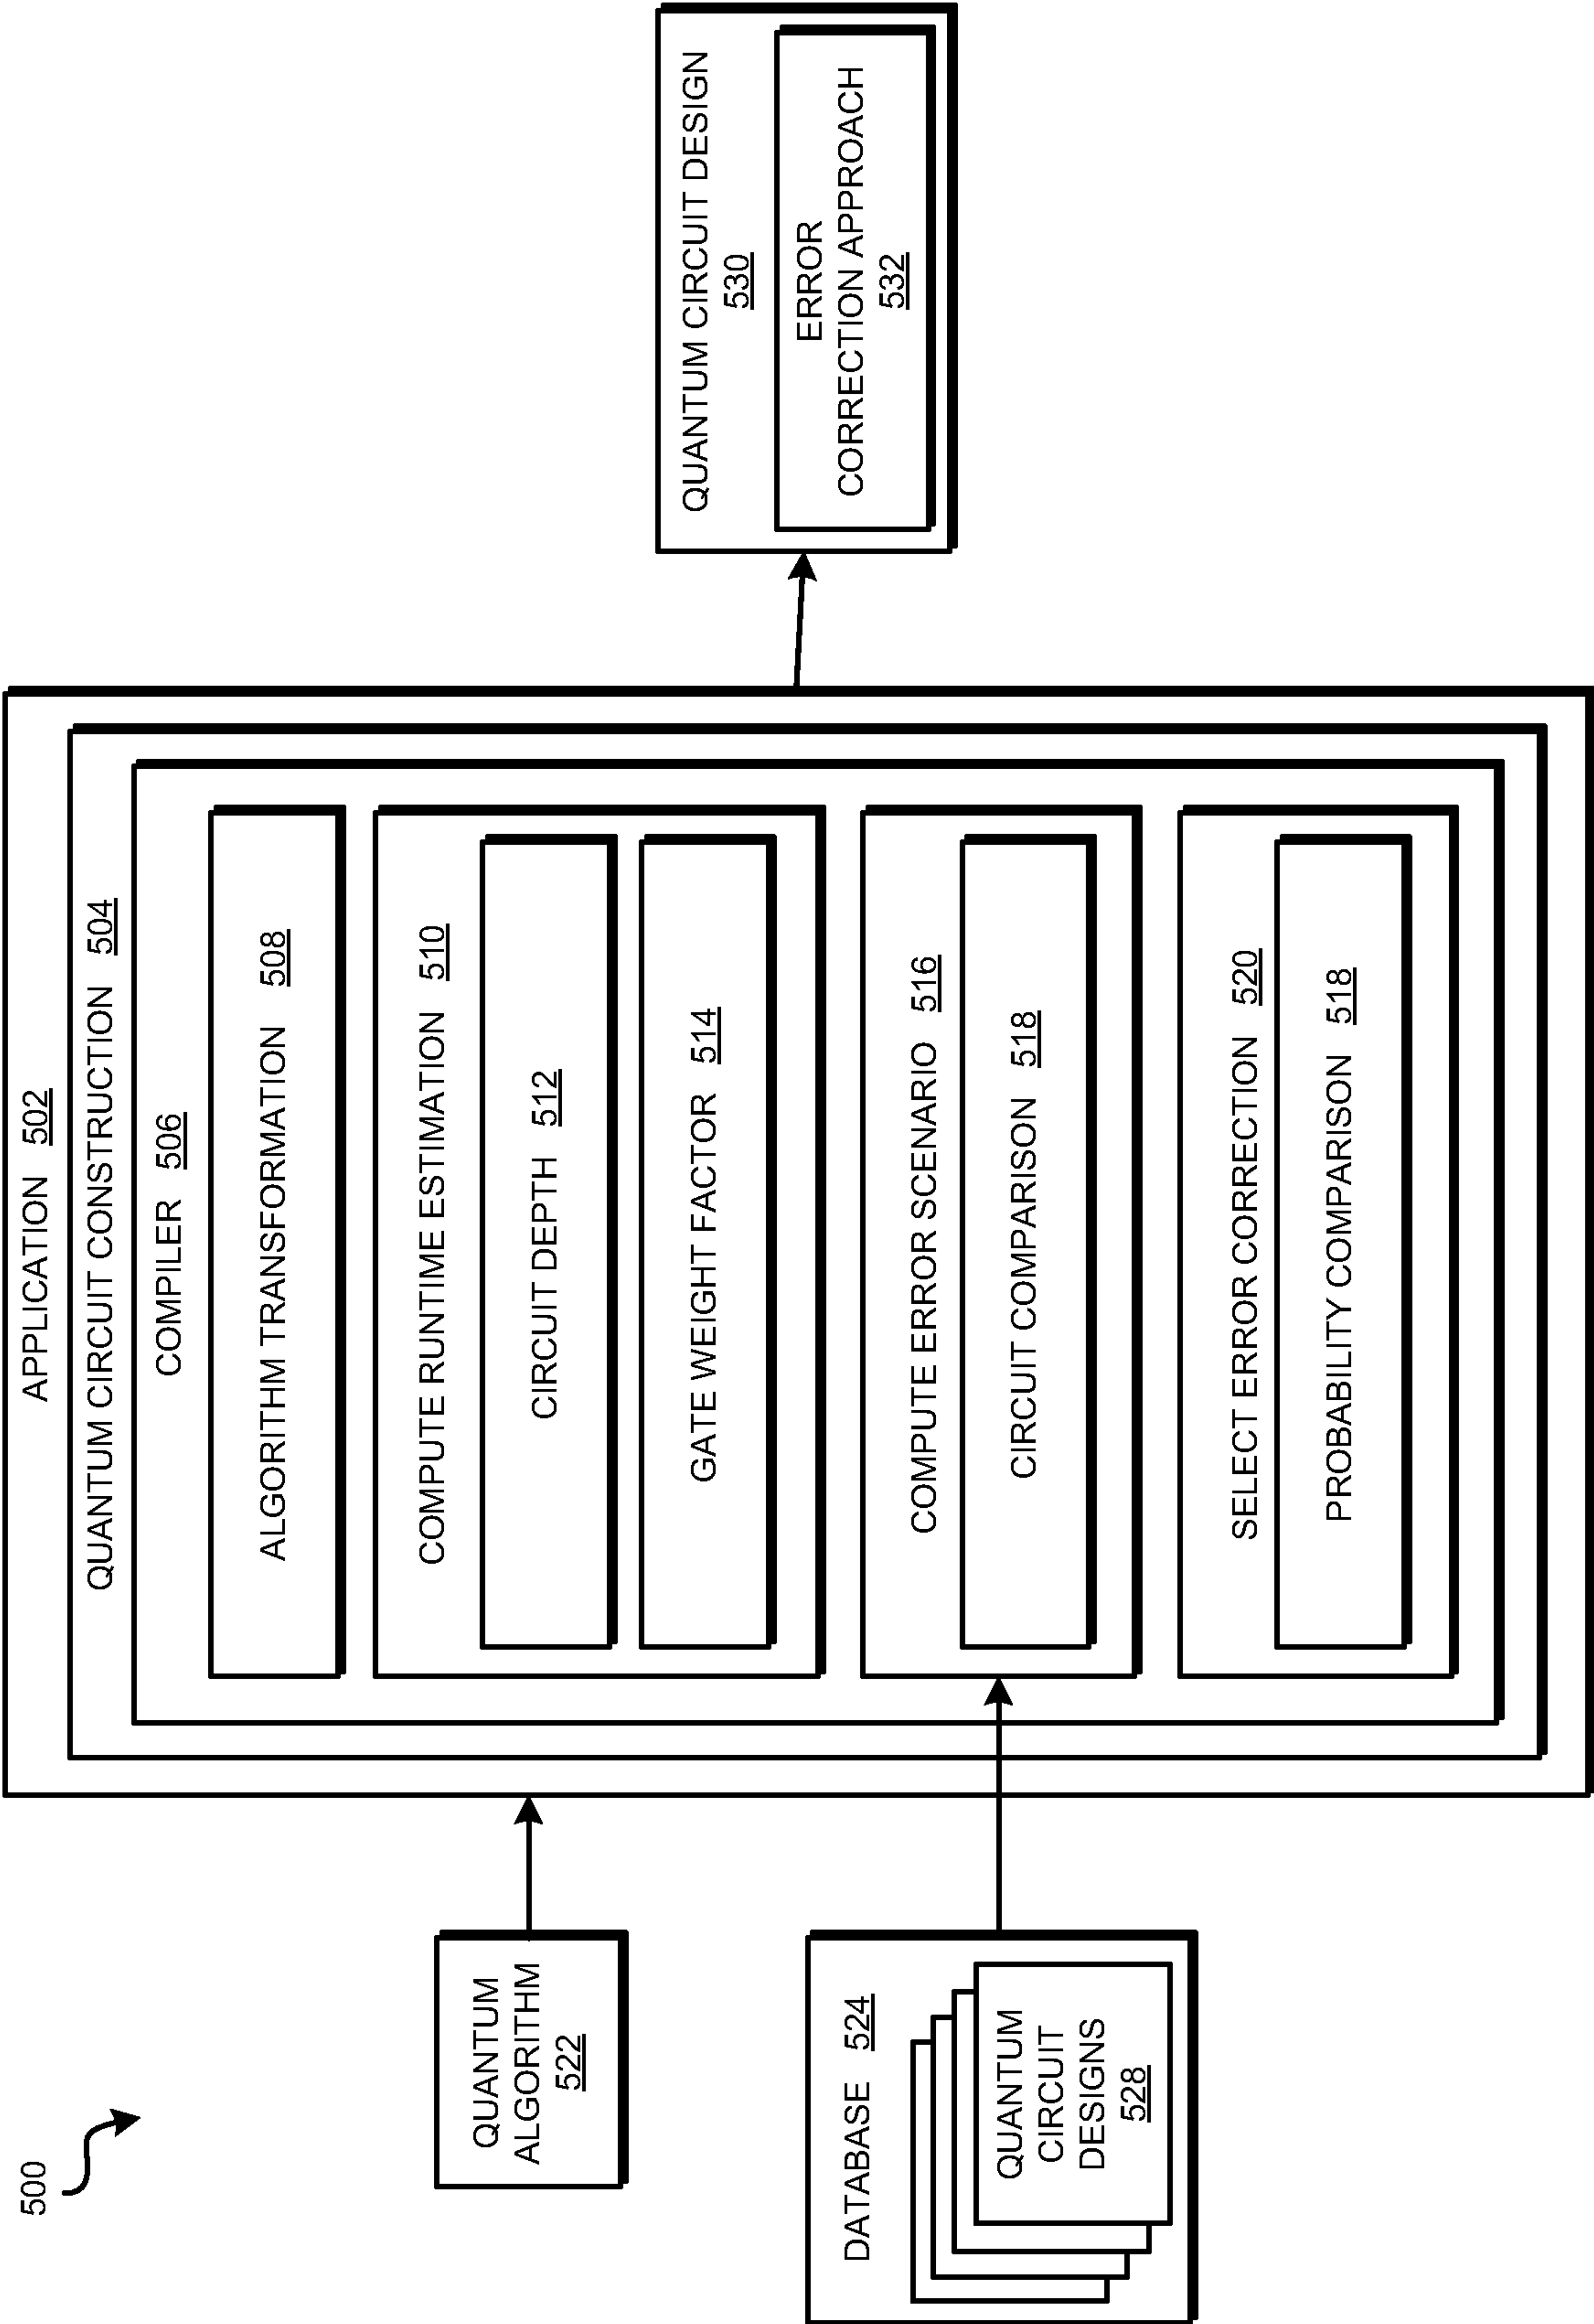 500
QUANTUM
ALGORITHM
522
DATABASE 524
QUANTUM
CIRCUIT
DESIGNS
528
APPLICATION 502
QUANTUM CIRCUIT CONSTRUCTION 504
COMPILER 506
ALGORITHM TRANSFORMATION 508
COMPUTE RUNTIME ESTIMATION 510
CIRCUIT DEPTH 512
GATE WEIGHT FACTOR 514
COMPUTE ERROR SCENARIO 516
CIRCUIT COMPARISON 518
SELECT ERROR CORRECTION 520
PROBABILITY COMPARISON 518
QUANTUM CIRCUIT DESIGN
530
ERROR
CORRECTION APPROACH
532